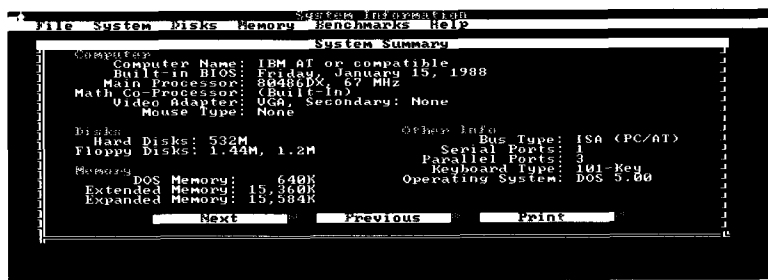 System Information
File System Disks Memory Benchmarks Help
System Summary
Computer
Computer Name: IBM AT or compatible
Built-in BIOS: Friday, January 15, 1988
Main Processor: 80486DX, 67 MHz
Math Co-Processor: (Built-In)
Video Adapter: VGA, Secondary: None
Mouse Type: None
Disks
Hard Disks: 532M
Floppy Disks: 1.44M, 1.2M
Memory
DOS Memory: 640K
Extended Memory: 15,360K
Expanded Memory: 15,584K
Other Info
Bus Type: ISA (PC/AT)
Serial Ports: 1
Parallel Ports: 3
Keyboard Type: 101-Key
Operating System: DOS 5.00
Next Previous Print